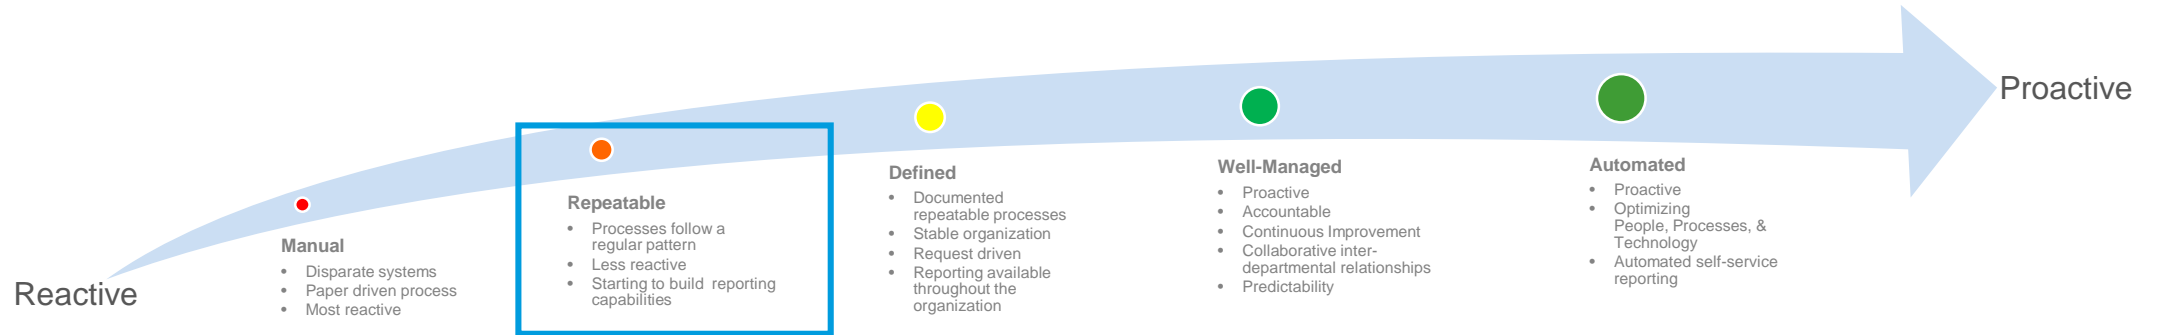 Reactive
Manual
• Disparate systems
• Paper driven process
• Most reactive
Repeatable
• Processes follow a
regular pattern
• Less reactive
• Starting to build reporting
capabilities
Defined
• Documented
repeatable processes
• Stable organization
• Request driven
• Reporting available
throughout the
organization
Well-Managed
• Proactive
• Accountable
• Continuous Improvement
• Collaborative inter-
departmental relationships
• Predictability
Automated
• Proactive
• Optimizing
People, Processes, &
Technology
• Automated self-service
reporting
Proactive